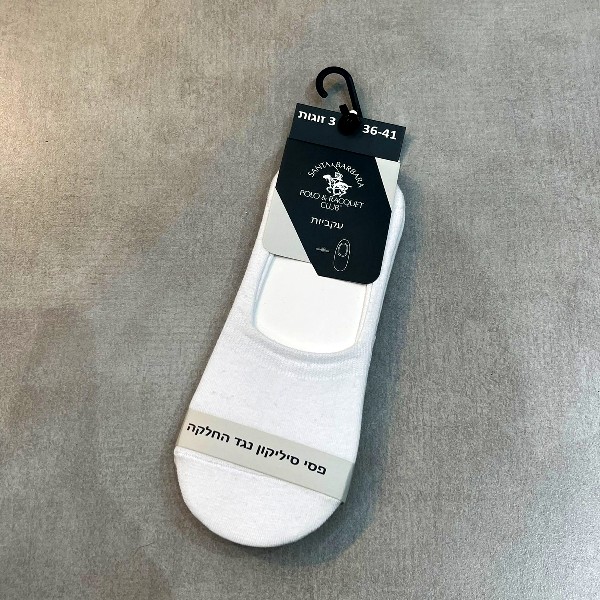 3 זוגות
36-41
SANTA BARBARA
POLO & RACQUET
CLUB
עקביות
פסי סיליקון נגד החלקה